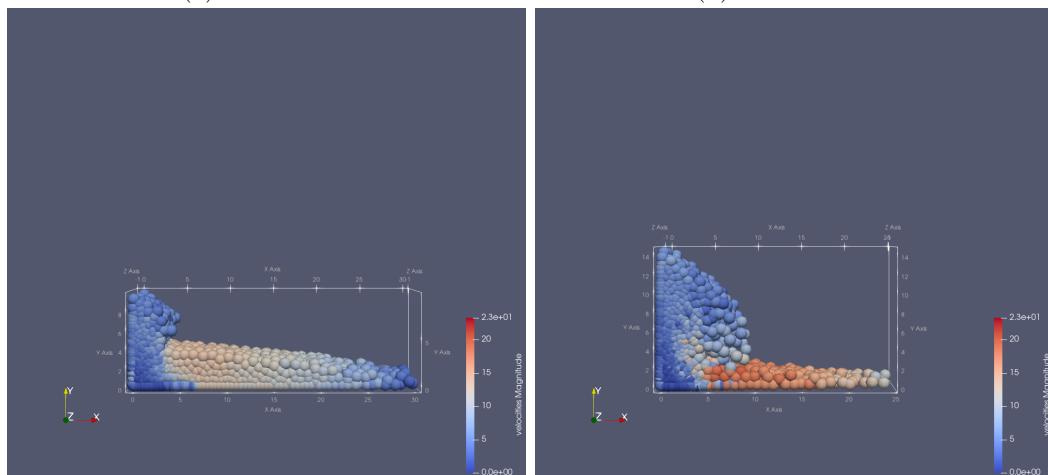 Z Axis
X Axis
Z Axis
-1 0 5 10 15 20 25 30 1
8
6
Y Axis
4
2
0
5
Y Axis
0
0 5 10 15 20 25 30
X Axis
Y
Z X
2.3e+01
20
15
10
5
0.0e+00
velocities Magnitude
Z Axis
X Axis
Z Axis
-1 0 5 10 15 20
14
12
10
8
Y Axis
6
4
2
0
14
12
10
8
Y Axis
6
4
2
0
0 5 10 15 20 25
X Axis
Y
Z X
2.3e+01
20
15
10
5
0.0e+00
velocities Magnitude